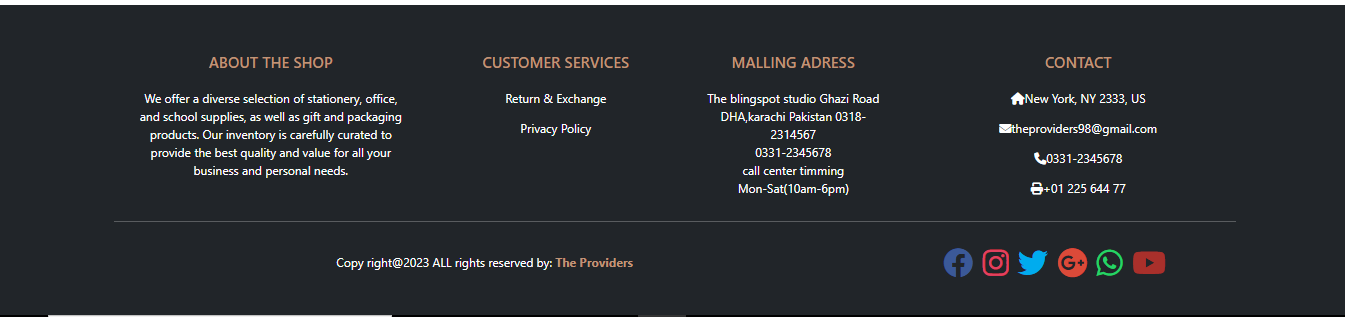 ABOUT THE SHOP
We offer a diverse selection of stationery, office,
and school supplies, as well as gift and packaging
products. Our inventory is carefully curated to
provide the best quality and value for all your
business and personal needs.
CUSTOMER SERVICES
Return & Exchange
Privacy Policy
MALLING ADRESS
The blingspot studio Ghazi Road
DHA,karachi Pakistan 0318-
2314567
0331-2345678
call center timming
Mon-Sat(10am-6pm)
CONTACT
New York, NY 2333, US
theproviders98@gmail.com
0331-2345678
+01 225 644 77
Copy right@2023 ALL rights reserved by: The Providers